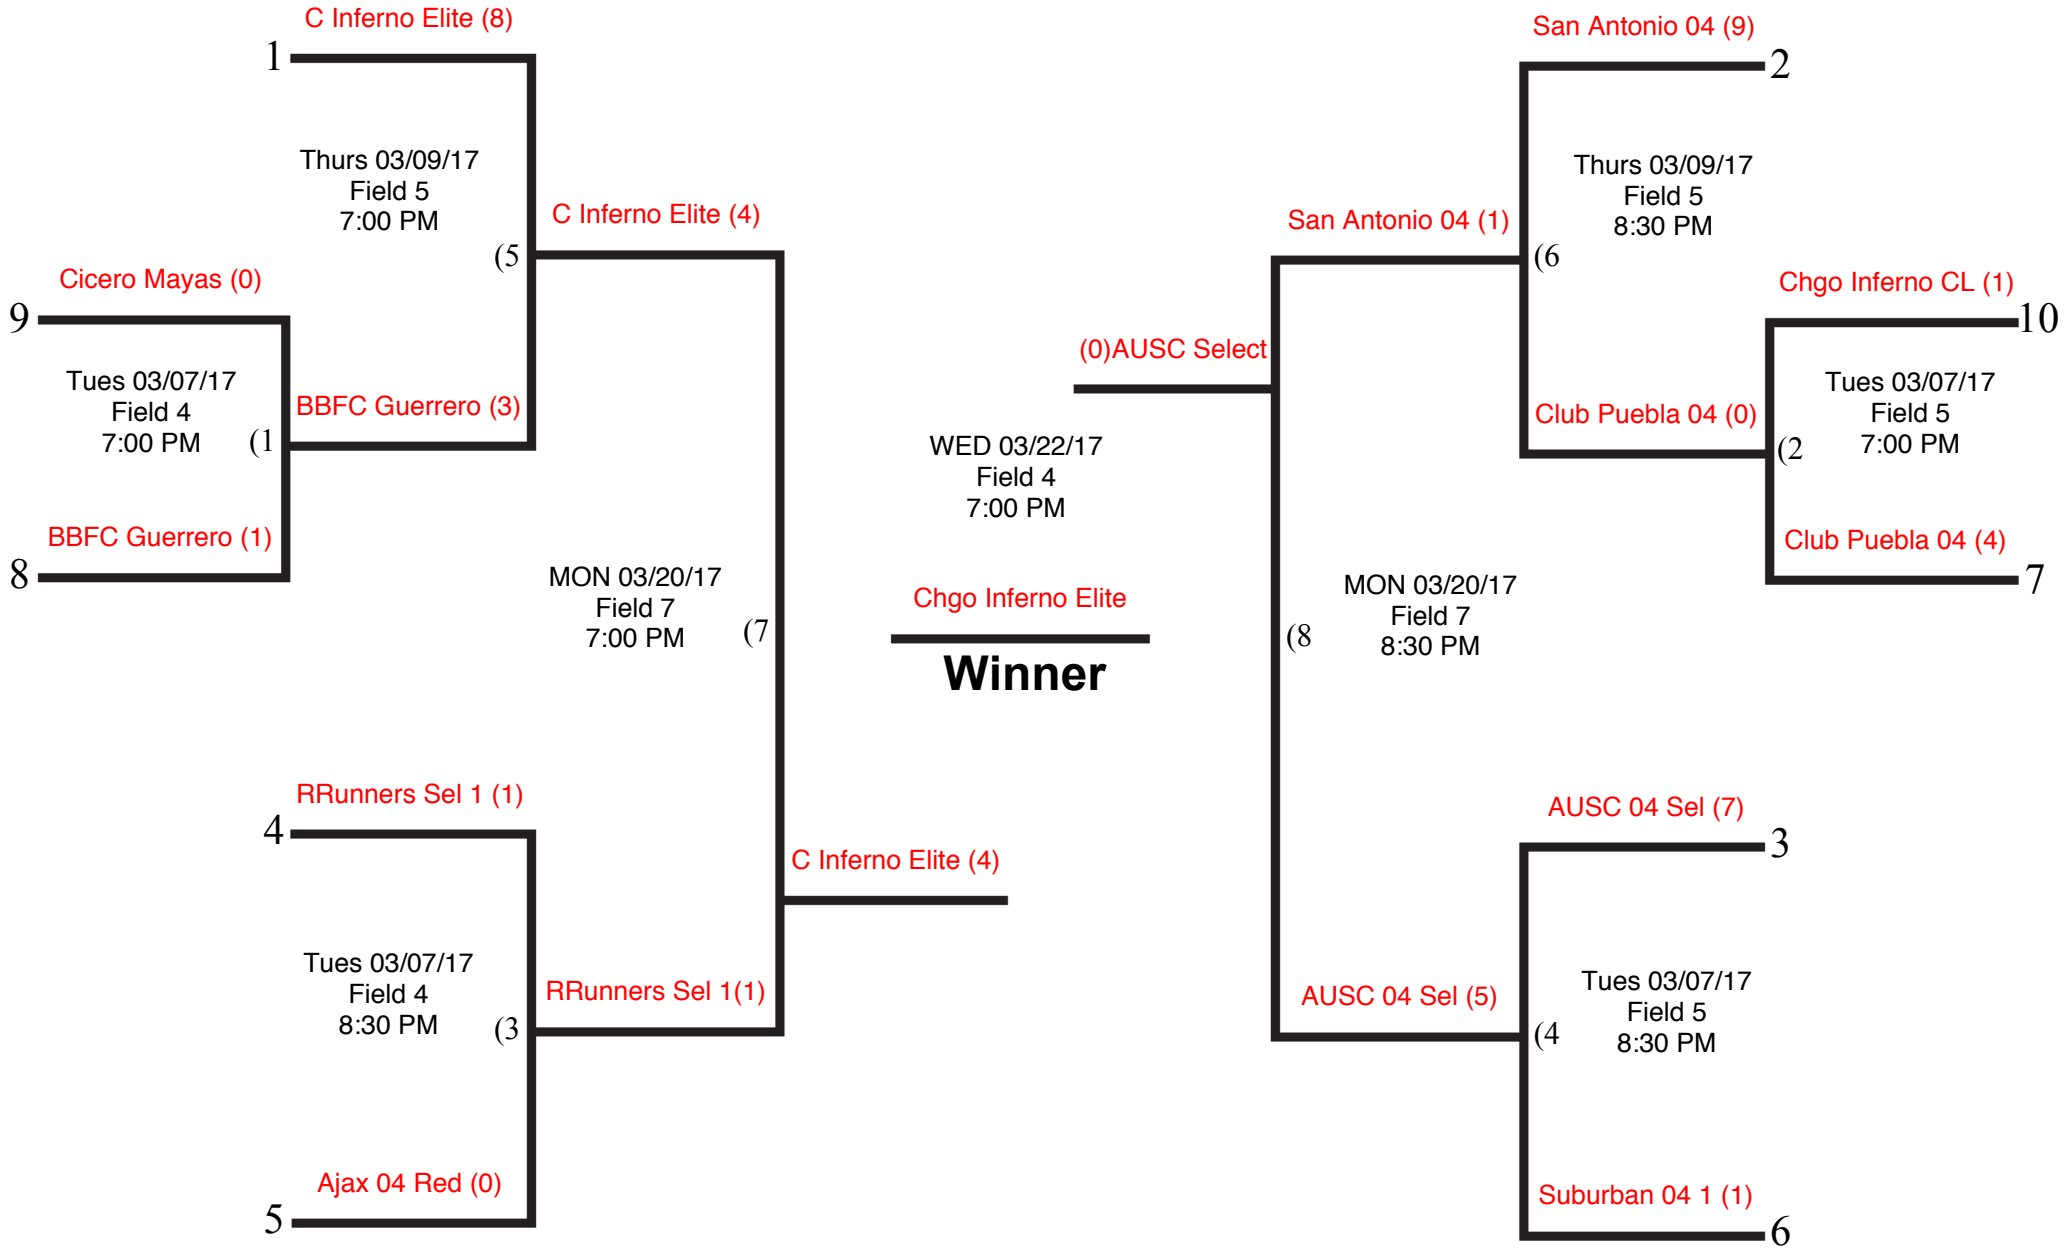 C Inferno Elite (8)
1
San Antonio 04 (9)
2
Thurs 03/09/17
Field 5
7:00 PM
Thurs 03/09/17
Field 5
8:30 PM
C Inferno Elite (4)
(5
San Antonio 04 (1)
(6
Cicero Mayas (0)
9
Chgo Inferno CL (1)
10
(0)AUSC Select
Tues 03/07/17
Field 4
7:00 PM
(1
BBFC Guerrero (3)
Club Puebla 04 (0)
(2
Tues 03/07/17
Field 5
7:00 PM
WED 03/22/17
Field 4
7:00 PM
BBFC Guerrero (1)
8
Club Puebla 04 (4)
7
MON 03/20/17
Field 7
7:00 PM
(7
Chgo Inferno Elite
Winner
(8
MON 03/20/17
Field 7
8:30 PM
RRunners Sel 1 (1)
4
AUSC 04 Sel (7)
3
C Inferno Elite (4)
Tues 03/07/17
Field 4
8:30 PM
(3
RRunners Sel 1(1)
AUSC 04 Sel (5)
(4
Tues 03/07/17
Field 5
8:30 PM
Ajax 04 Red (0)
5
Suburban 04 1 (1)
6